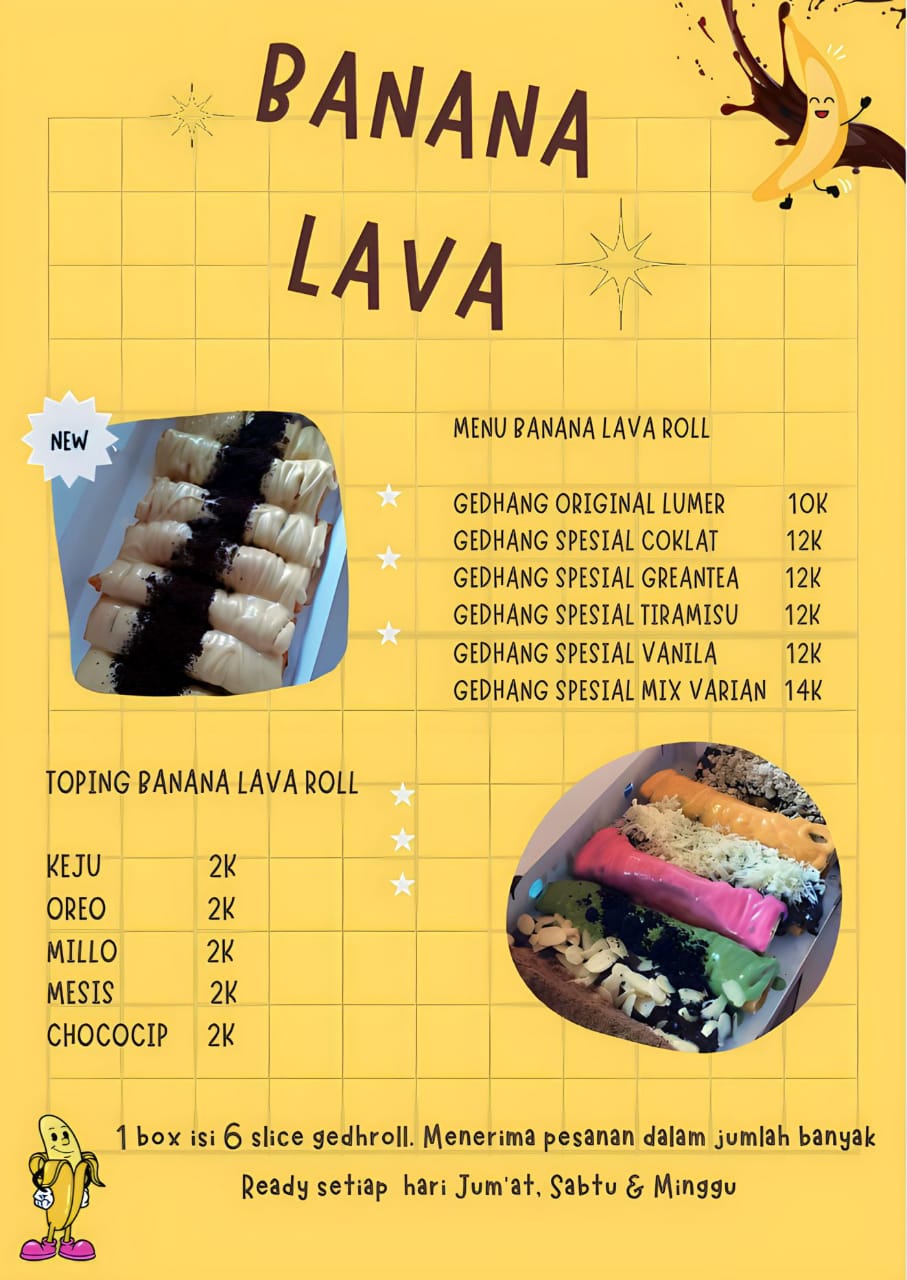 BANANA
LAVA
NEW
MENU BANANA LAVA ROLL
GEDHANG ORIGINAL LUMER 10K
GEDHANG SPESIAL COKLAT 12K
GEDHANG SPESIAL GREANTEA 12K
GEDHANG SPESIAL TIRAMISU 12K
GEDHANG SPESIAL VANILA 12K
GEDHANG SPESIAL MIX VARIAN 14K
TOPING BANANA LAVA ROLL
KEJU 2K
OREO 2K
MILLO 2K
MESIS 2K
CHOCOCIP 2K
1 box isi 6 slice gedhroll. Menerima pesanan dalam jumlah banyak
Ready setiap hari Jum'at, Sabtu & Minggu